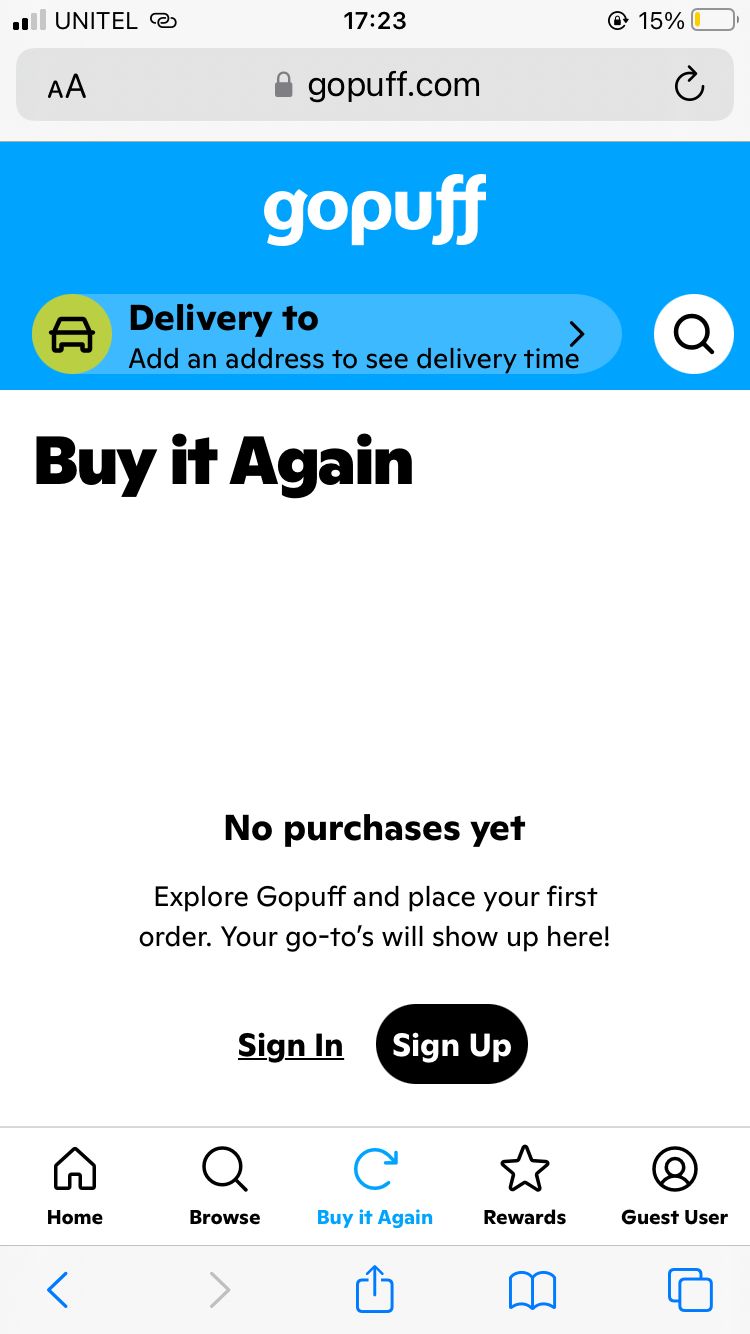 UNITEL 17:23 15%
AA gopuff.com
gopuff
Delivery to
Add an address to see delivery time
Buy it Again
No purchases yet
Explore Gopuff and place your first
order. Your go-to’s will show up here!
Sign In Sign Up
Home Browse Buy it Again Rewards Guest User